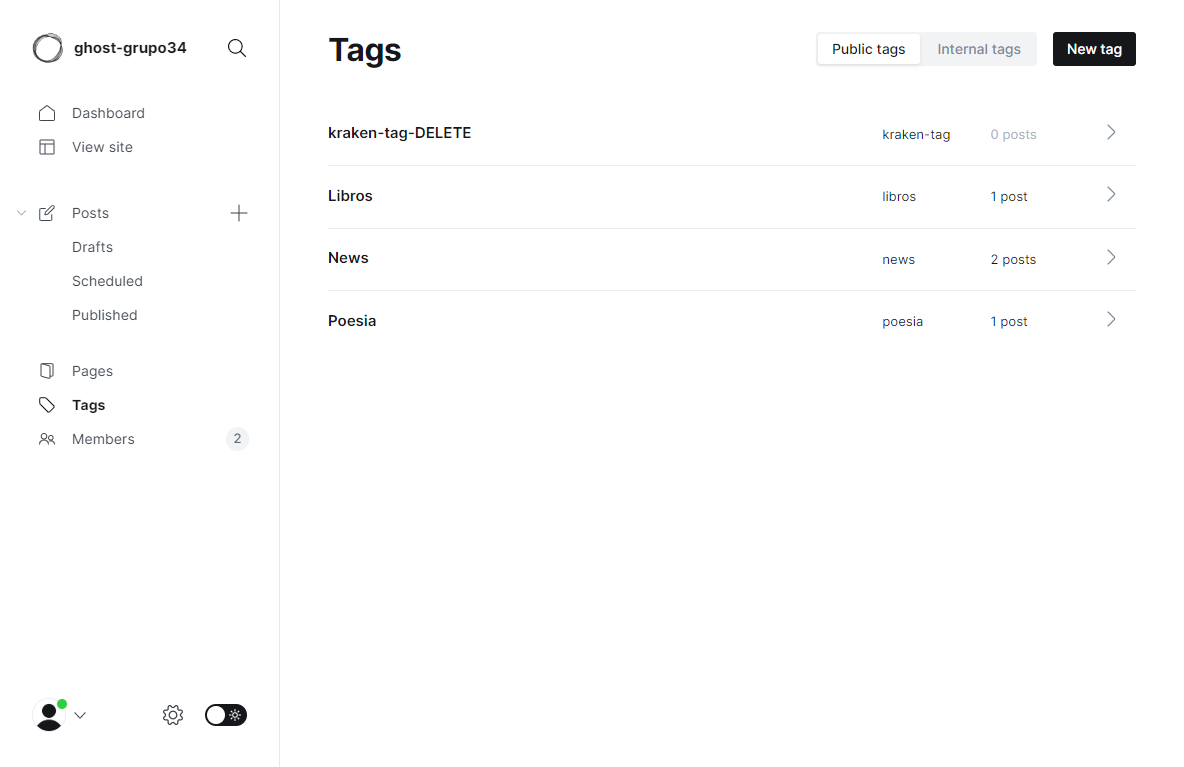 ghost-grupo34
Dashboard
View site
Posts
Drafts
Scheduled
Published
Pages
Tags
Members 2
Tags
Public tags Internal tags New tag
kraken-tag-DELETE kraken-tag 0 posts
Libros libros 1 post
News news 2 posts
Poesia poesia 1 post